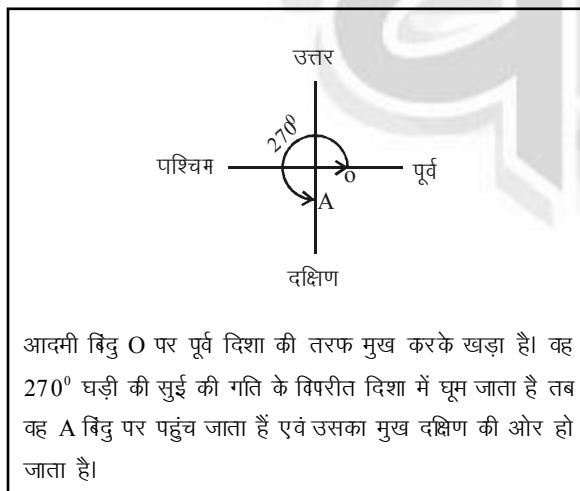 उत्तर
270⁰
पश्चिम
o
पूर्व
A
दक्षिण
आदमी बिंदु O पर पूर्व दिशा की तरफ मुख करके खड़ा है। वह
270⁰ घड़ी की सुई की गति के विपरीत दिशा में घूम जाता है तब
वह A बिंदु पर पहुंच जाता हैं एवं उसका मुख दक्षिण की ओर हो
जाता है।